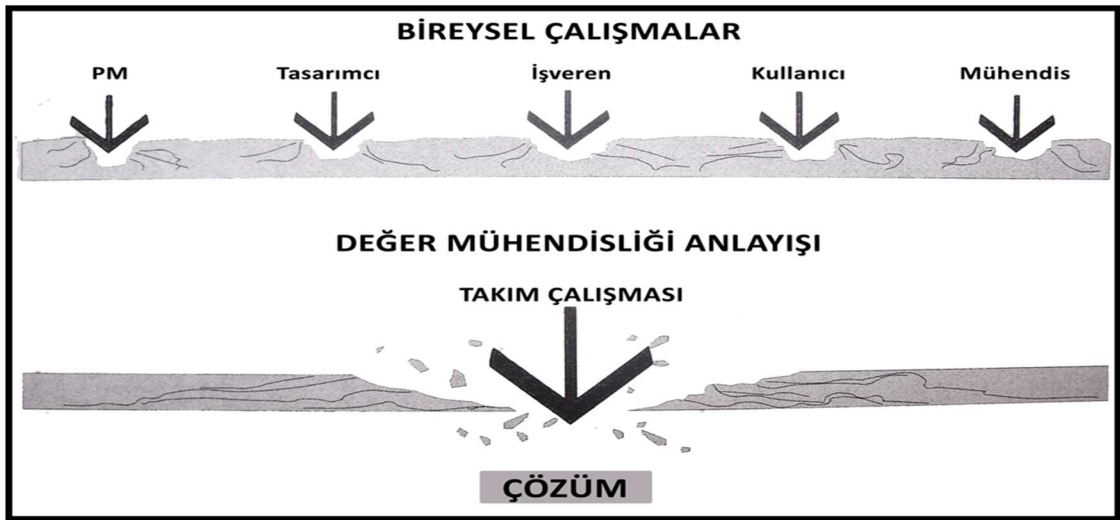 BİREYSEL ÇALIŞMALAR
PM Tasarımcı İşveren Kullanıcı Mühendis
DEĞER MÜHENDİSLİĞİ ANLAYIŞI
TAKIM ÇALIŞMASI
ÇÖZÜM